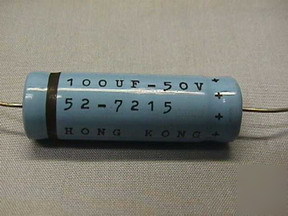 100UF-50V +
52-7215 +
HONG KONG +